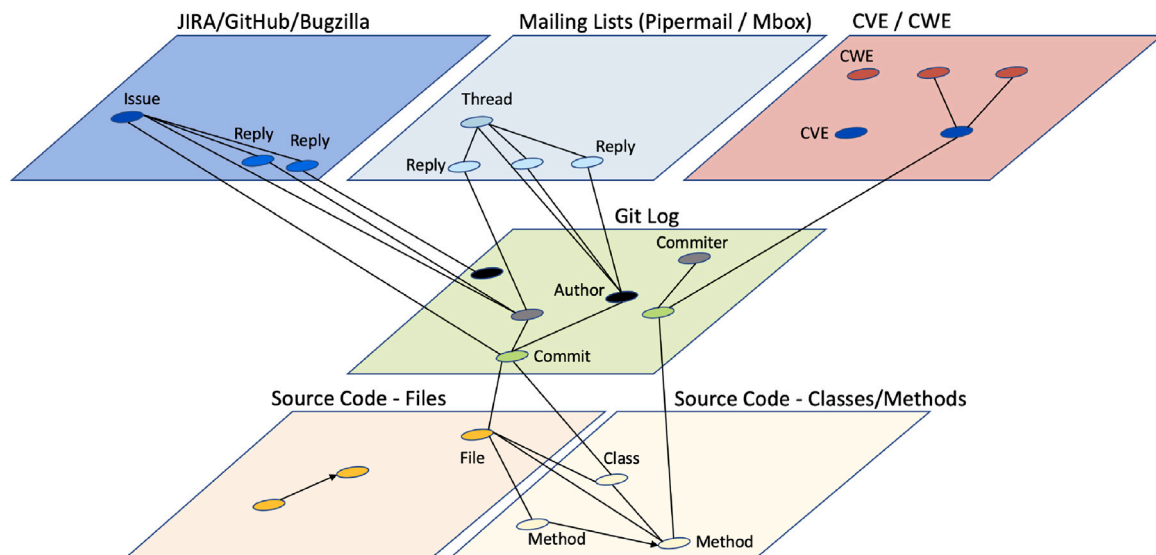 JIRA/GitHub/Bugzilla
Mailing Lists (Pipermail / Mbox)
CVE / CWE
CWE
Issue
Thread
Reply
Reply
CVE
Reply
Reply
Git Log
Commiter
Author
Commit
Source Code - Files
Source Code - Classes/Methods
File
Class
Method
Method